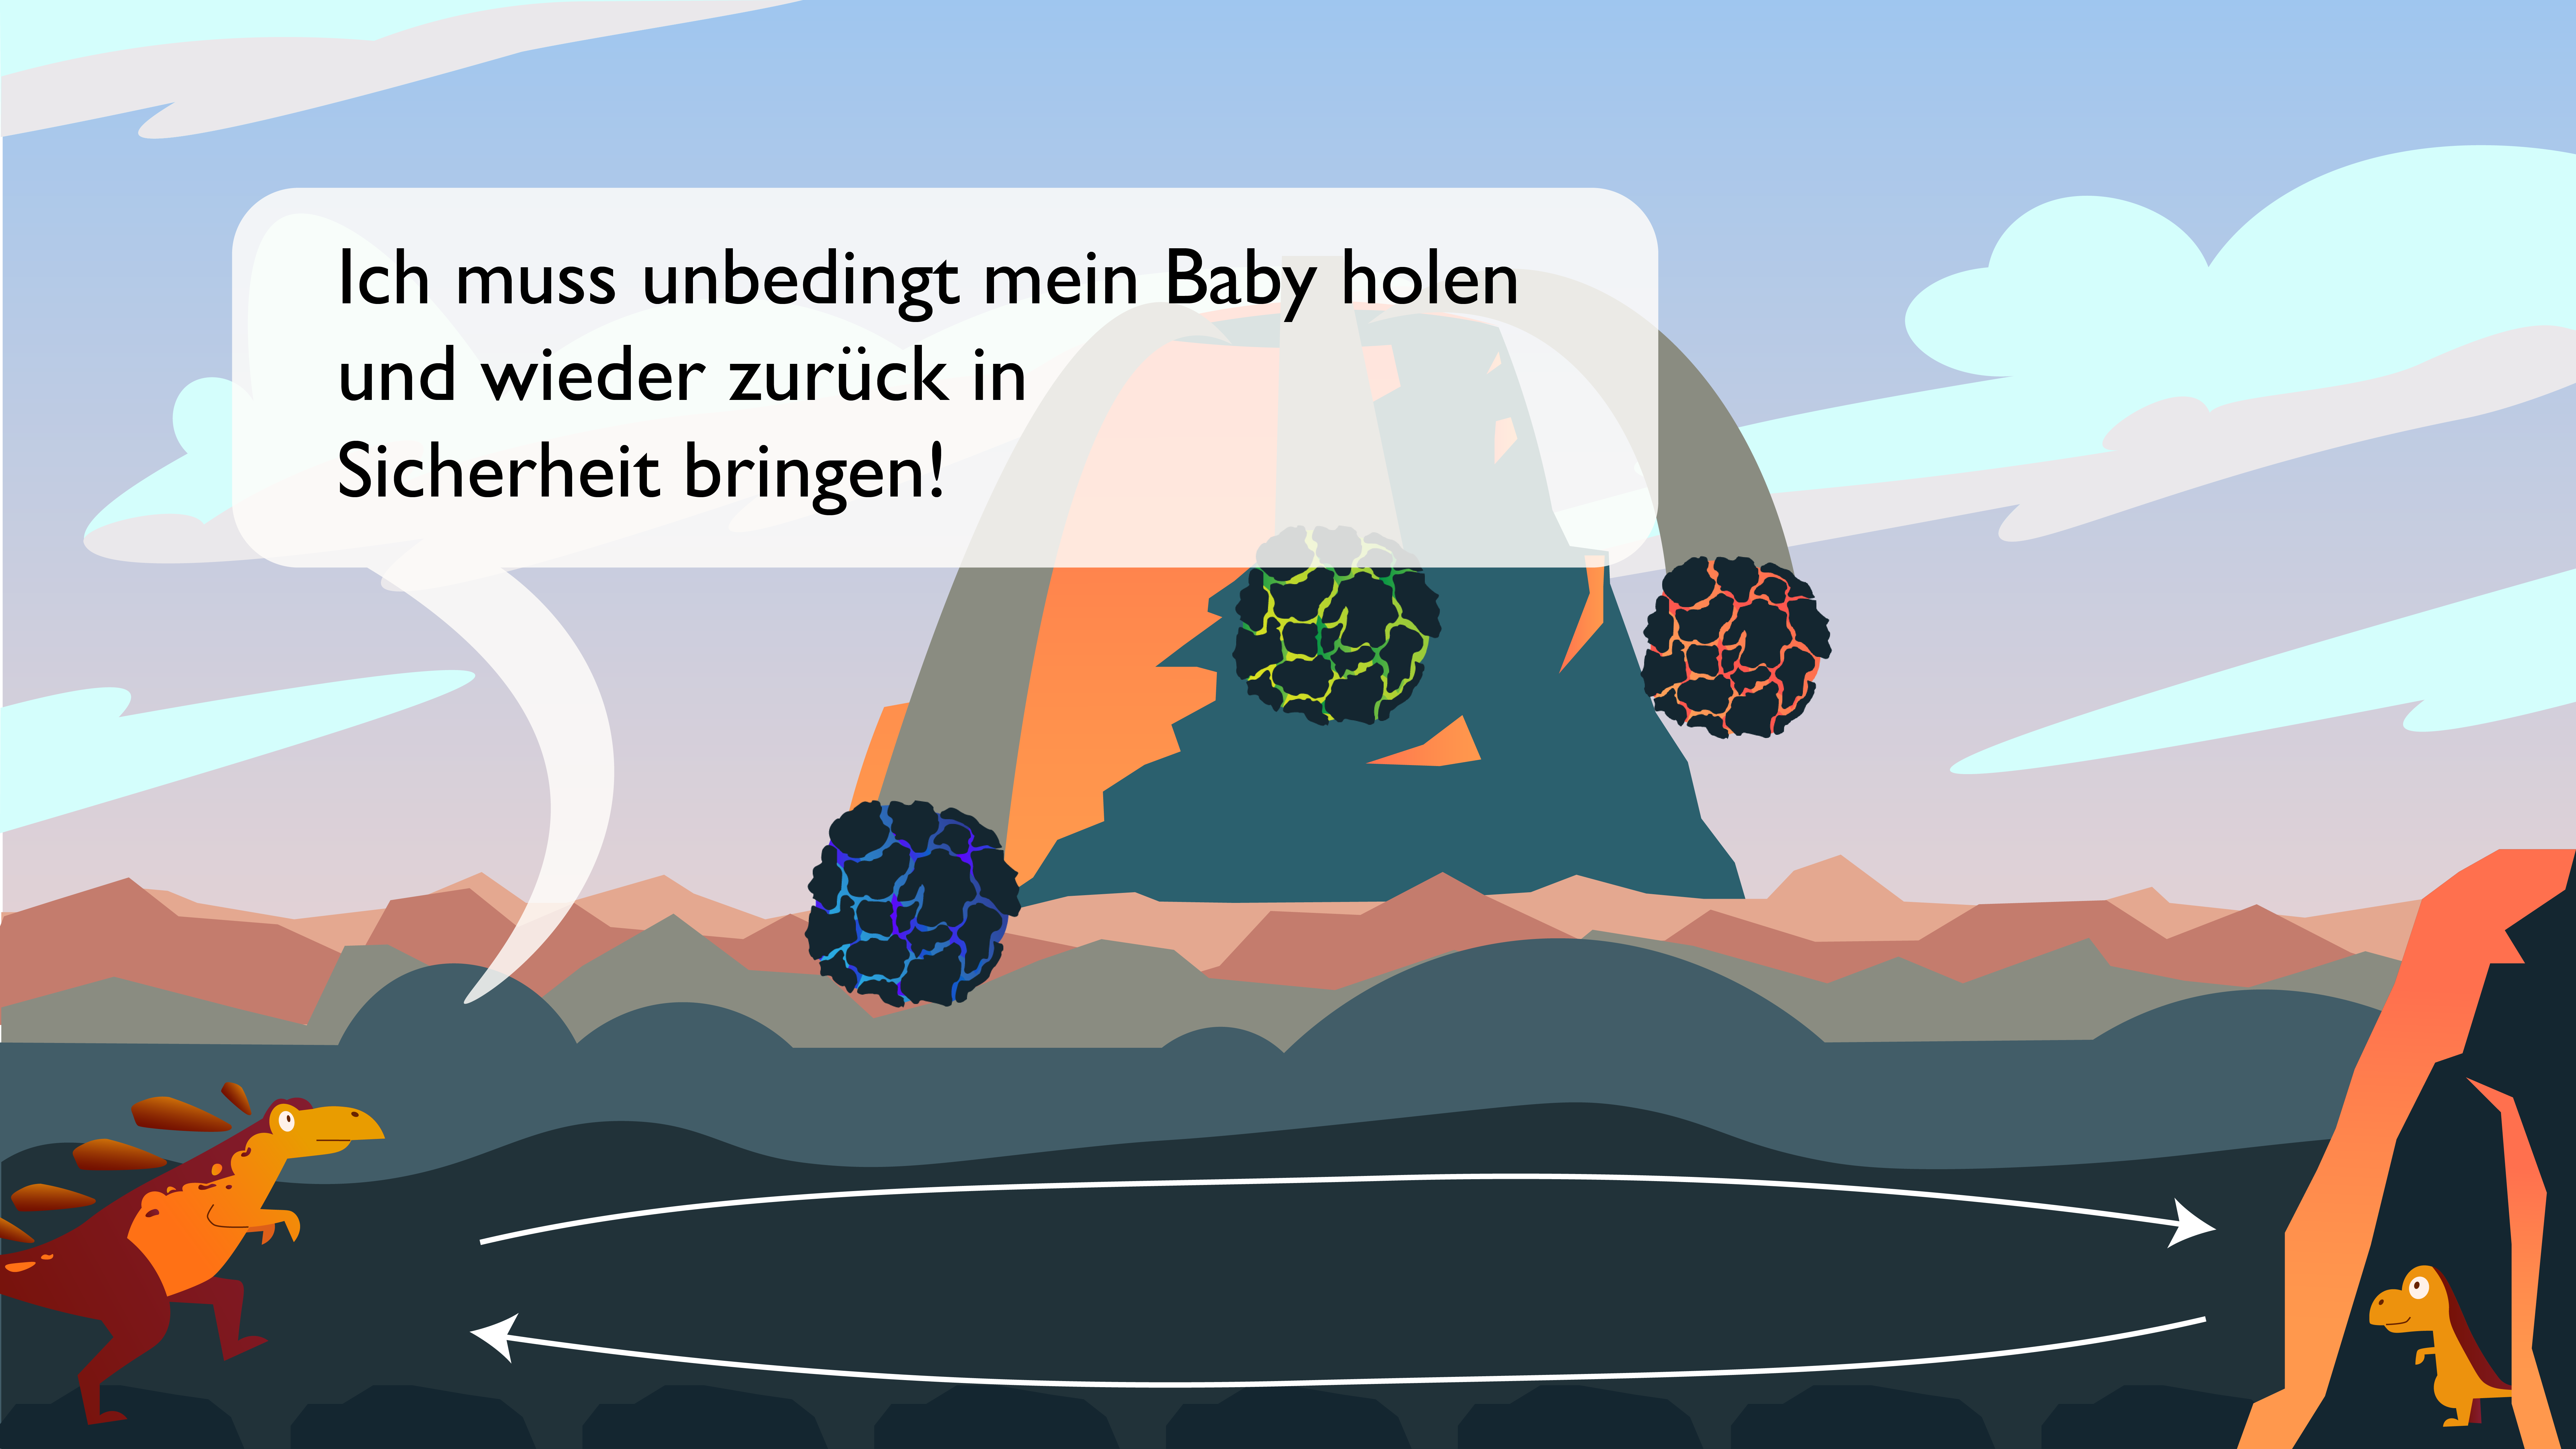 Ich muss unbedingt mein Baby holen
und wieder zurück in
Sicherheit bringen!